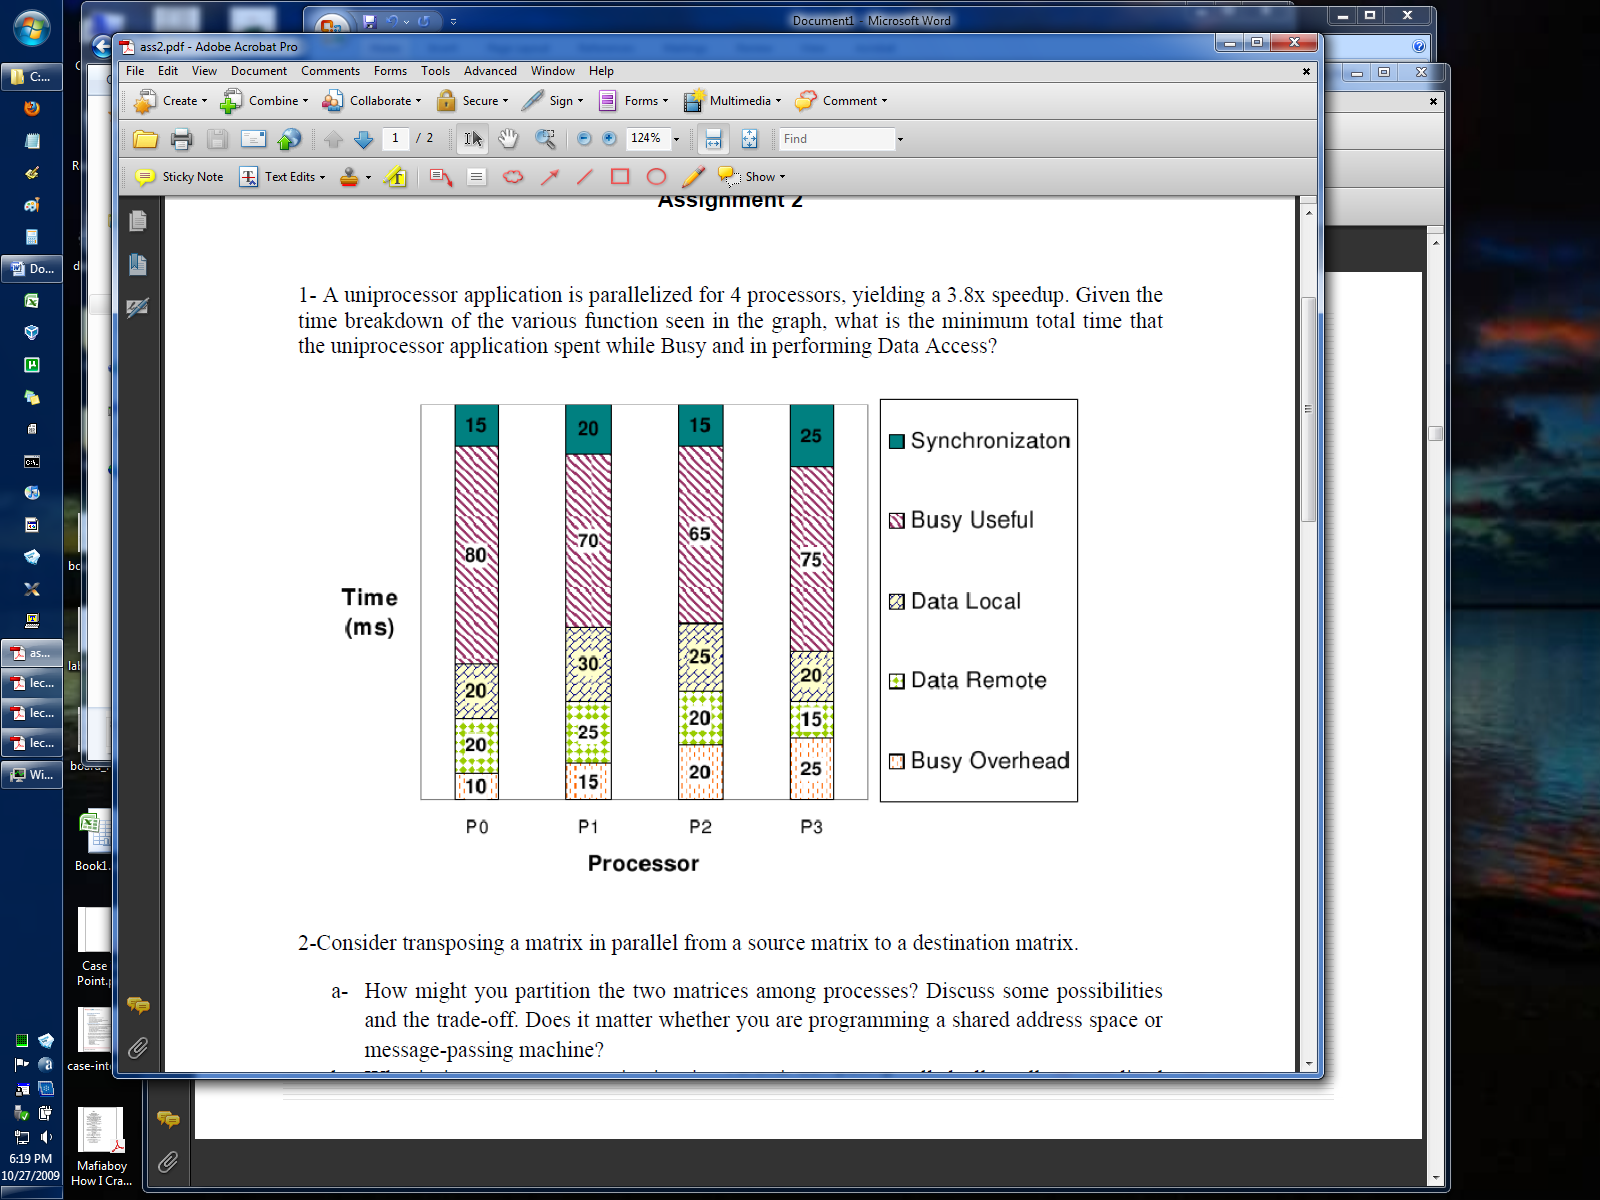 Document1 - Microsoft Word
ass2.pdf - Adobe Acrobat Pro
File Edit View Document Comments Forms Tools Advanced Window Help
Create Combine Collaborate Secure Sign Forms Multimedia Comment
1 / 2 124% Find
Sticky Note Text Edits Show
Assignment 2
1- A uniprocessor application is parallelized for 4 processors, yielding a 3.8x speedup. Given the
time breakdown of the various function seen in the graph, what is the minimum total time that
the uniprocessor application spent while Busy and in performing Data Access?
15 20 15 25
80 70 65 75
20 30 25 20
20 25 20 15
10 15 20 25
Time
(ms)
P0 P1 P2 P3
Processor
Synchronizaton
Busy Useful
Data Local
Data Remote
Busy Overhead
2-Consider transposing a matrix in parallel from a source matrix to a destination matrix.
a- How might you partition the two matrices among processes? Discuss some possibilities
and the trade-off. Does it matter whether you are programming a shared address space or
message-passing machine?
C:...
Do...
as...
lec...
lec...
lec...
Wi...
Book1.
Case
Point.p
case-int
Mafiaboy
How I Cra...
6:19 PM
10/27/2009